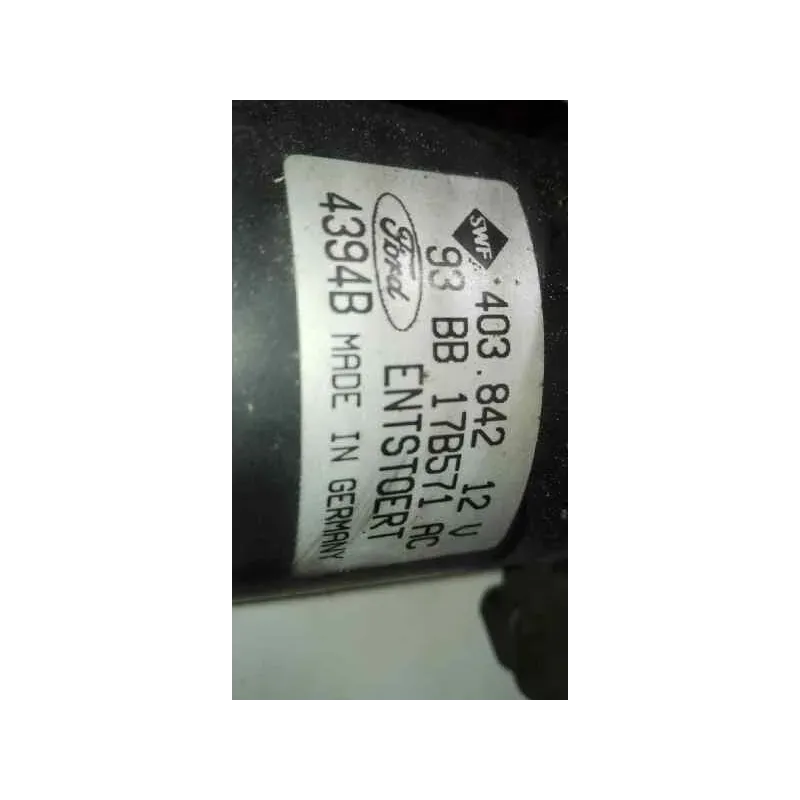 SWF 403.842 12 V
93 BB 17B571 AC
Ford ENTSTOERT
4394B MADE IN GERMANY